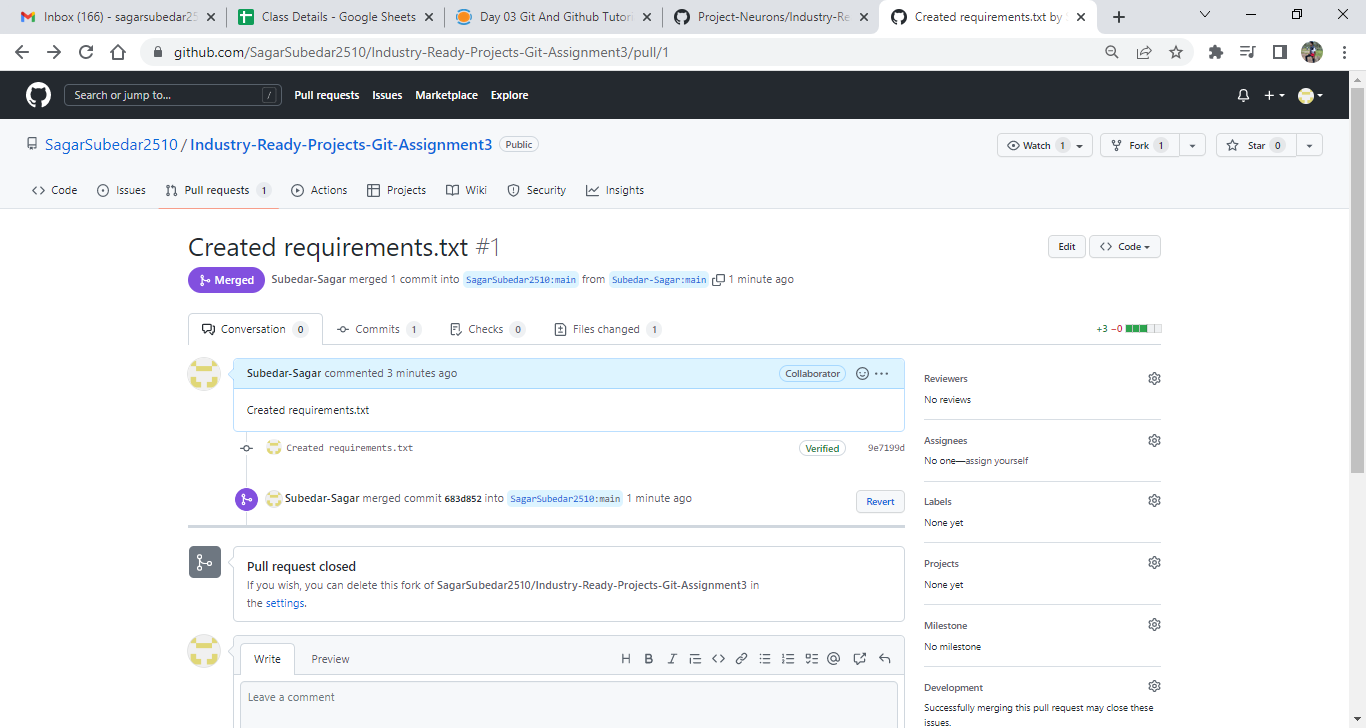 Inbox (166) - sagarsubedar25
Class Details - Google Sheets
Day 03 Git And Github Tutori
Project-Neurons/Industry-Re
Created requirements.txt by
github.com/SagarSubedar2510/Industry-Ready-Projects-Git-Assignment3/pull/1
Search or jump to... /
Pull requests Issues Marketplace Explore
SagarSubedar2510 / Industry-Ready-Projects-Git-Assignment3 Public
Watch 1 Fork 1 Star 0
Code Issues Pull requests 1 Actions Projects Wiki Security Insights
Created requirements.txt #1
Edit Code
Merged Subedar-Sagar merged 1 commit into SagarSubedar2510:main from Subedar-Sagar:main 1 minute ago
Conversation 0 Commits 1 Checks 0 Files changed 1
+3 −0
Subedar-Sagar commented 3 minutes ago Collaborator
Created requirements.txt
Created requirements.txt Verified 9e7199d
Subedar-Sagar merged commit 683d852 into SagarSubedar2510:main 1 minute ago Revert
Pull request closed
If you wish, you can delete this fork of SagarSubedar2510/Industry-Ready-Projects-Git-Assignment3 in
the settings.
Write Preview
H B I @
Leave a comment
Reviewers
No reviews
Assignees
No one—assign yourself
Labels
None yet
Projects
None yet
Milestone
No milestone
Development
Successfully merging this pull request may close these
issues.